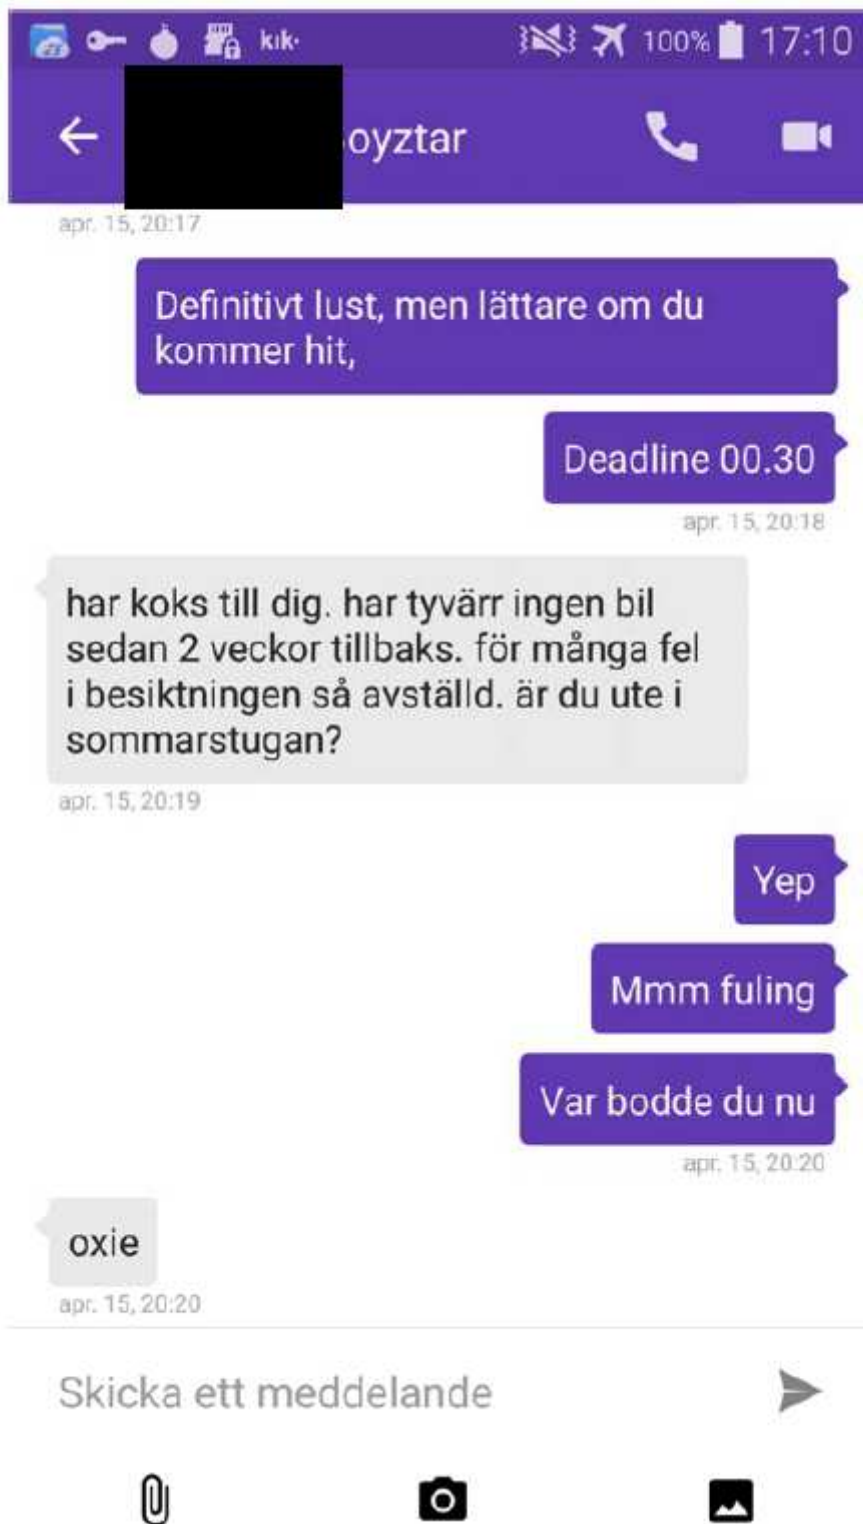 kik·
100%
17:10
oyztar
apr. 15, 20:17
Definitivt lust, men lättare om du
kommer hit,
Deadline 00.30
apr. 15, 20:18
har koks till dig. har tyvärr ingen bil
sedan 2 veckor tillbaks. för många fel
i besiktningen så avställd. är du ute i
sommarstugan?
apr. 15, 20:19
Yep
Mmm fuling
Var bodde du nu
apr. 15, 20:20
oxie
apr. 15, 20:20
Skicka ett meddelande